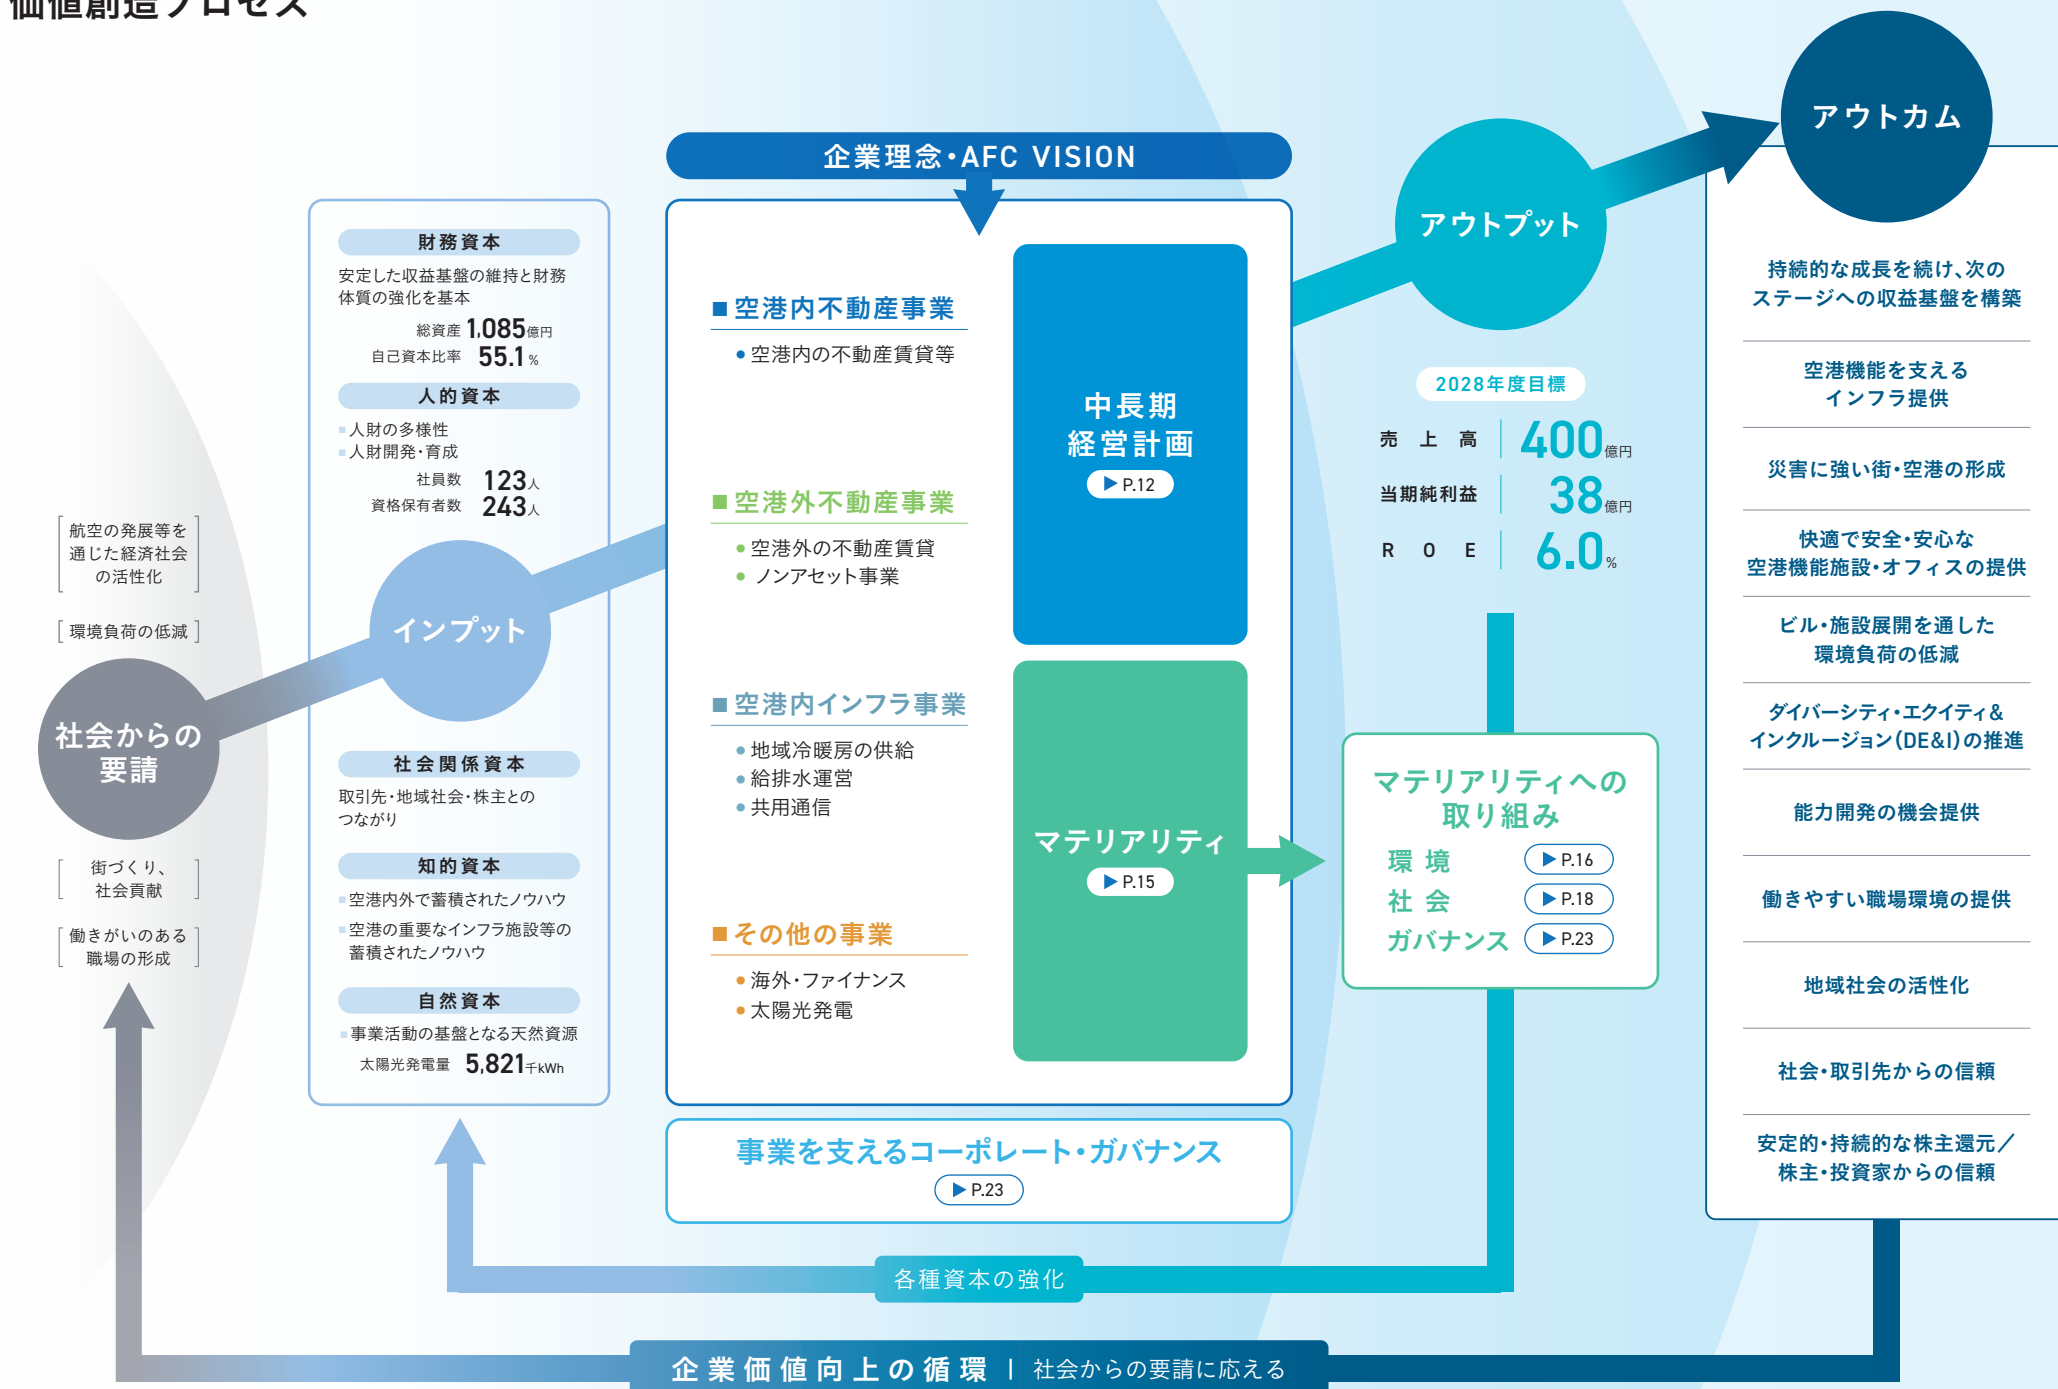 価値創造プロセス
社会からの
要請
航空の発展等を
通じた経済社会
の活性化
環境負荷の低減
街づくり、
社会貢献
働きがいのある
職場の形成
インプット
財務資本
安定した収益基盤の維持と財務
体質の強化を基本
総資産 1,085億円
自己資本比率 55.1%
人的資本
人財の多様性
人財開発・育成
社員数 123人
資格保有者数 243人
社会関係資本
取引先・地域社会・株主との
つながり
知的資本
空港内外で蓄積されたノウハウ
空港の重要なインフラ施設等の
蓄積されたノウハウ
自然資本
事業活動の基盤となる天然資源
太陽光発電量 5,821千kWh
企業理念・AFC VISION
■空港内不動産事業
•空港内の不動産賃貸等
■空港外不動産事業
•空港外の不動産賃貸
•ノンアセット事業
■空港内インフラ事業
•地域冷暖房の供給
•給排水運営
•共用通信
■その他の事業
•海外・ファイナンス
•太陽光発電
中長期
経営計画
▶P.12
マテリアリティ
▶P.15
事業を支えるコーポレート・ガバナンス
▶P.23
アウトプット
2028年度目標
売上高 400億円
当期純利益 38億円
ROE 6.0%
マテリアリティへの
取り組み
環境 ▶P.16
社会 ▶P.18
ガバナンス ▶P.23
アウトカム
持続的な成長を続け、次の
ステージへの収益基盤を構築
空港機能を支える
インフラ提供
災害に強い街・空港の形成
快適で安全・安心な
空港機能施設・オフィスの提供
ビル・施設展開を通した
環境負荷の低減
ダイバーシティ・エクイティ&
インクルージョン(DE&I)の推進
能力開発の機会提供
働きやすい職場環境の提供
地域社会の活性化
社会・取引先からの信頼
安定的・持続的な株主還元／
株主・投資家からの信頼
各種資本の強化
企業価値向上の循環 | 社会からの要請に応える